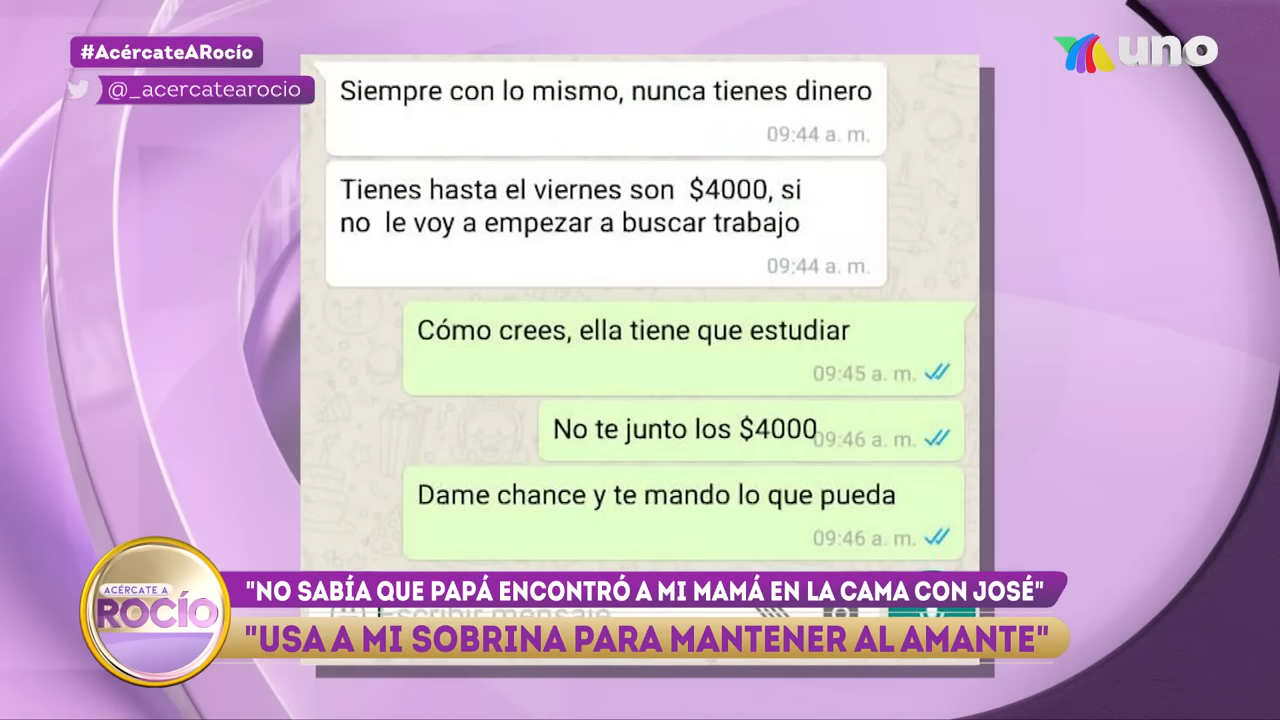 #AcércateARocío
@_acercatearocio
uno
Siempre con lo mismo, nunca tienes dinero
09:44 a. m.
Tienes hasta el viernes son $4000, si
no le voy a empezar a buscar trabajo
09:44 a. m.
Cómo crees, ella tiene que estudiar
09:45 a. m.
No te junto los $4000
09:46 a. m.
Dame chance y te mando lo que pueda
09:46 a. m.
ACÉRCATE A
ROCÍO
"NO SABÍA QUE PAPÁ ENCONTRÓ A MI MAMÁ EN LA CAMA CON JOSÉ"
Escribir mensaje
"USA A MI SOBRINA PARA MANTENER AL AMANTE"